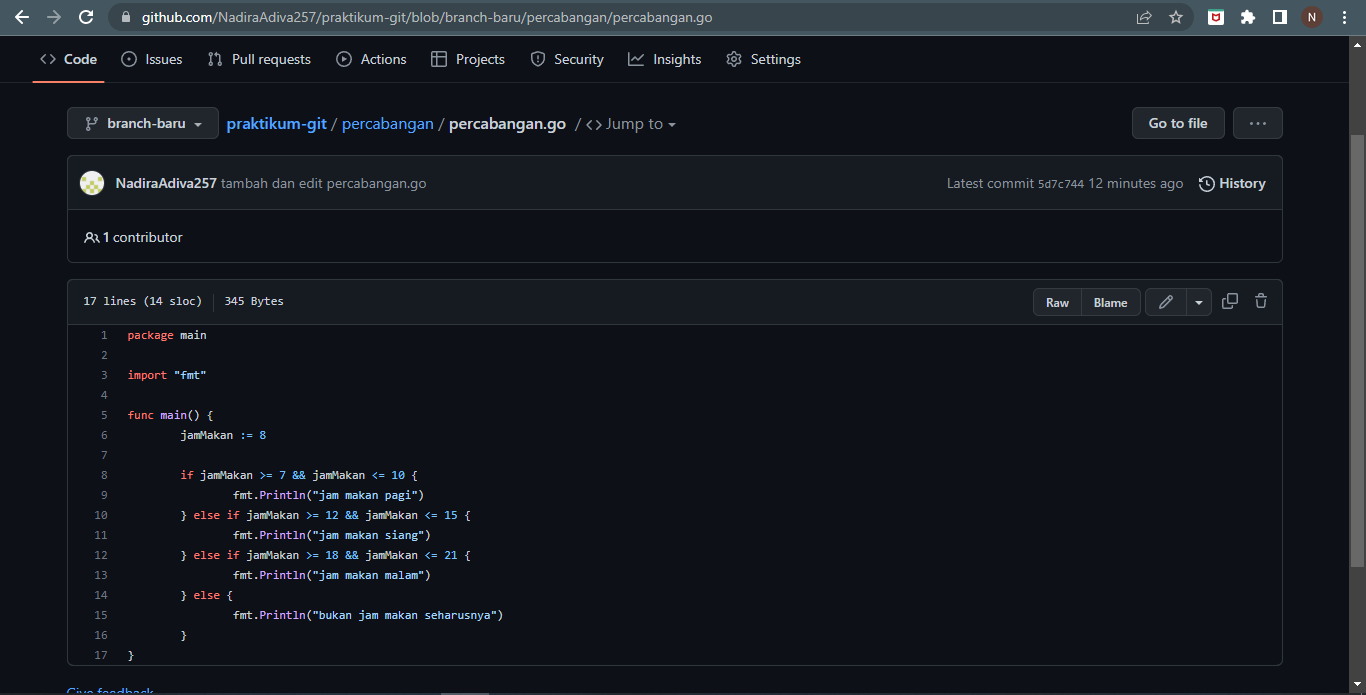 github.com/NadiraAdiva257/praktikum-git/blob/branch-baru/percabangan/percabangan.go
N
Code Issues Pull requests Actions Projects Security Insights Settings
branch-baru praktikum-git / percabangan / percabangan.go / <> Jump to Go to file ...
NadiraAdiva257 tambah dan edit percabangan.go Latest commit 5d7c744 12 minutes ago History
1 contributor
17 lines (14 sloc) 345 Bytes Raw Blame
1 package main
2
3 import "fmt"
4
5 func main() {
6 jamMakan := 8
7
8 if jamMakan >= 7 && jamMakan <= 10 {
9 fmt.Println("jam makan pagi")
10 } else if jamMakan >= 12 && jamMakan <= 15 {
11 fmt.Println("jam makan siang")
12 } else if jamMakan >= 18 && jamMakan <= 21 {
13 fmt.Println("jam makan malam")
14 } else {
15 fmt.Println("bukan jam makan seharusnya")
16 }
17 }
Give feedback